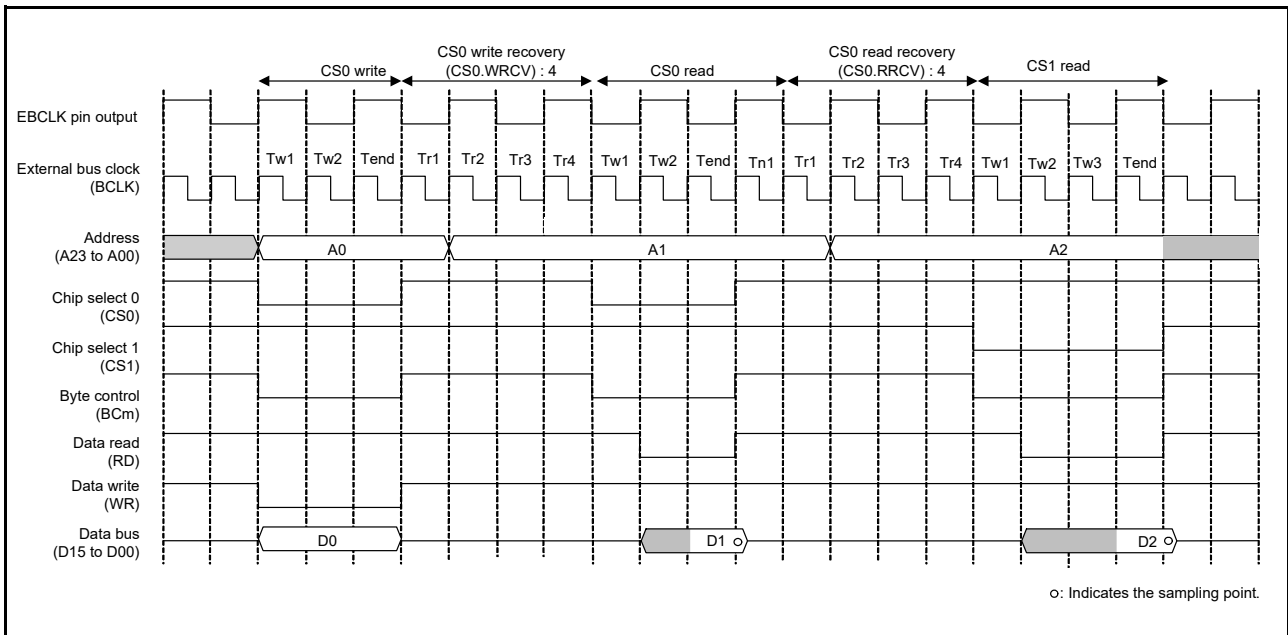 CS0 write
CS0 write recovery
(CS0.WRCV) : 4
CS0 read
CS0 read recovery
(CS0.RRCV) : 4
CS1 read
EBCLK pin output
External bus clock
(BCLK)
Tw1 Tw2 Tend Tr1 Tr2 Tr3 Tr4 Tw1 Tw2 Tend Tn1 Tr1 Tr2 Tr3 Tr4 Tw1 Tw2 Tw3 Tend
Address
(A23 to A00)
A0 A1 A2
Chip select 0
(CS0)
Chip select 1
(CS1)
Byte control
(BCm)
Data read
(RD)
Data write
(WR)
Data bus
(D15 to D00)
D0 D1 D2
o: Indicates the sampling point.